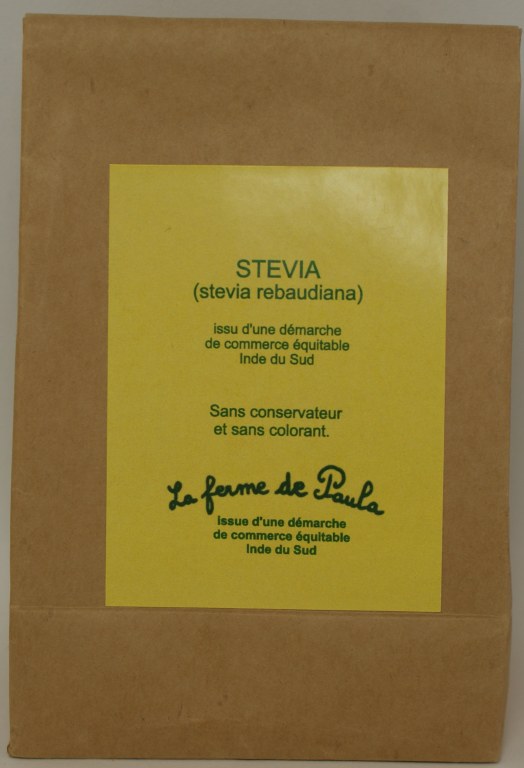 STEVIA
(stevia rebaudiana)
issu d'une démarche
de commerce équitable
Inde du Sud
Sans conservateur
et sans colorant.
La ferme de Paula
issue d'une démarche
de commerce équitable
Inde du Sud